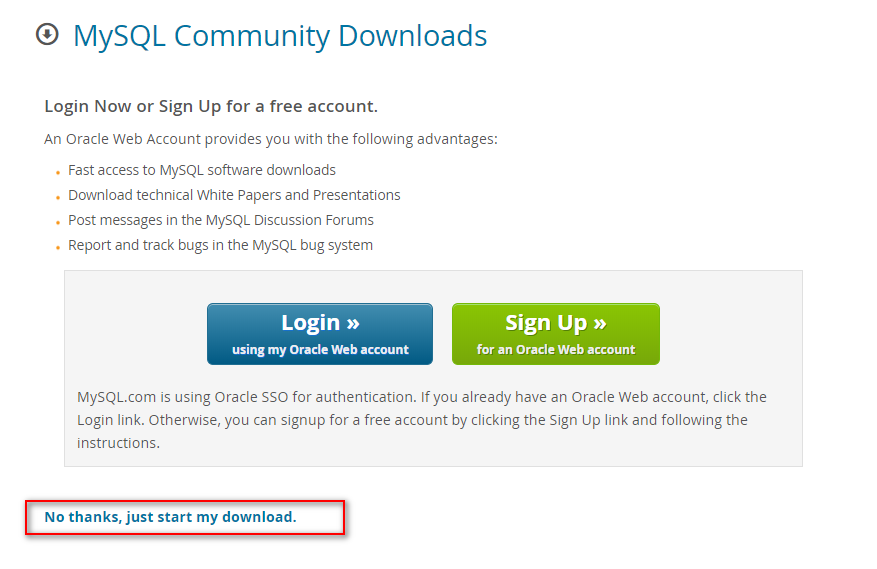 MySQL Community Downloads
Login Now or Sign Up for a free account.
An Oracle Web Account provides you with the following advantages:
Fast access to MySQL software downloads
Download technical White Papers and Presentations
Post messages in the MySQL Discussion Forums
Report and track bugs in the MySQL bug system
Login »
using my Oracle Web account
Sign Up »
for an Oracle Web account
MySQL.com is using Oracle SSO for authentication. If you already have an Oracle Web account, click the
Login link. Otherwise, you can signup for a free account by clicking the Sign Up link and following the
instructions.
No thanks, just start my download.